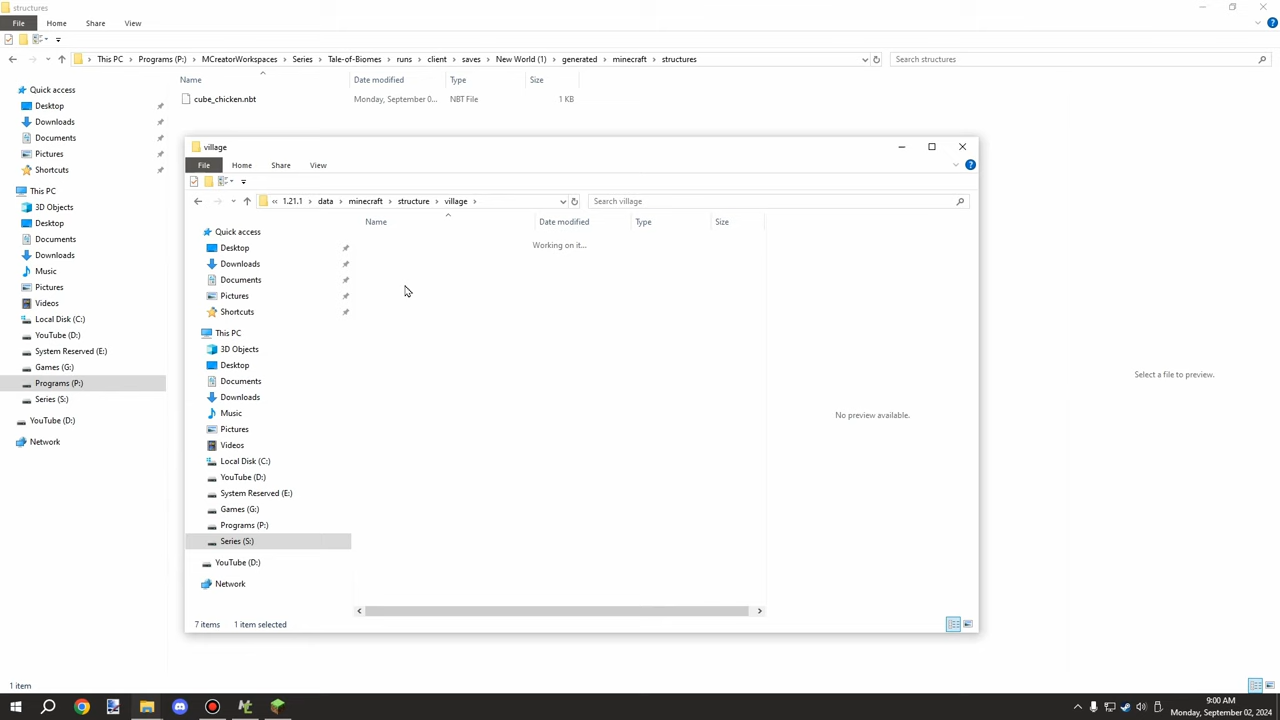 structures
File Home Share View
This PC Programs (P:) MCreatorWorkspaces Series Tale-of-Biomes runs client saves New World (1) generated minecraft structures
Search structures
Name Date modified Type Size
cube_chicken.nbt Monday, September 0... NBT File 1 KB
Quick access
Desktop
Downloads
Documents
Pictures
Shortcuts
This PC
3D Objects
Desktop
Documents
Downloads
Music
Pictures
Videos
Local Disk (C:)
YouTube (D:)
System Reserved (E:)
Games (G:)
Programs (P:)
Series (S:)
YouTube (D:)
Network
village
File Home Share View
« 1.21.1 data minecraft structure village
Search village
Name Date modified Type Size
Working on it...
Quick access
Desktop
Downloads
Documents
Pictures
Shortcuts
This PC
3D Objects
Desktop
Documents
Downloads
Music
Pictures
Videos
Local Disk (C:)
YouTube (D:)
System Reserved (E:)
Games (G:)
Programs (P:)
Series (S:)
YouTube (D:)
Network
No preview available.
7 items 1 item selected
Select a file to preview.
1 item
9:00 AM
Monday, September 02, 2024